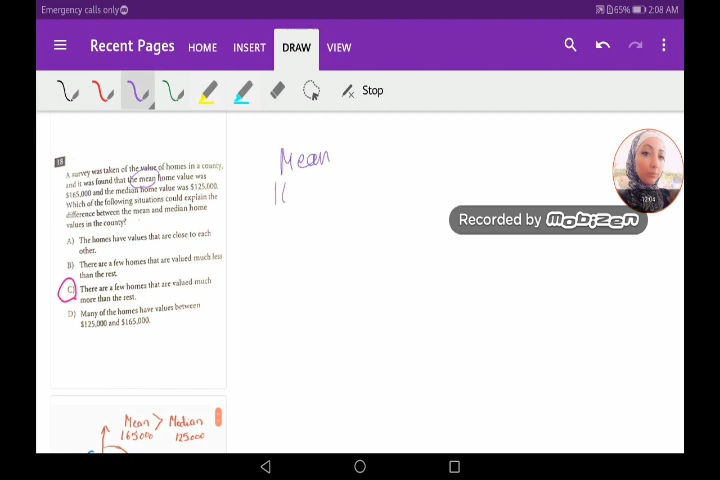 Emergency calls only
65% 2:08 AM
Recent Pages HOME INSERT DRAW VIEW
Stop
18
A survey was taken of the value of homes in a county,
and it was found that the mean home value was
$165,000 and the median home value was $125,000.
Which of the following situations could explain the
difference between the mean and median home
values in the county?
A) The homes have values that are close to each
other.
B) There are a few homes that are valued much less
than the rest.
C) There are a few homes that are valued much
more than the rest.
D) Many of the homes have values between
$125,000 and $165,000.
Mean
12:04
Recorded by mobizen
Mean > Median
165000 125000